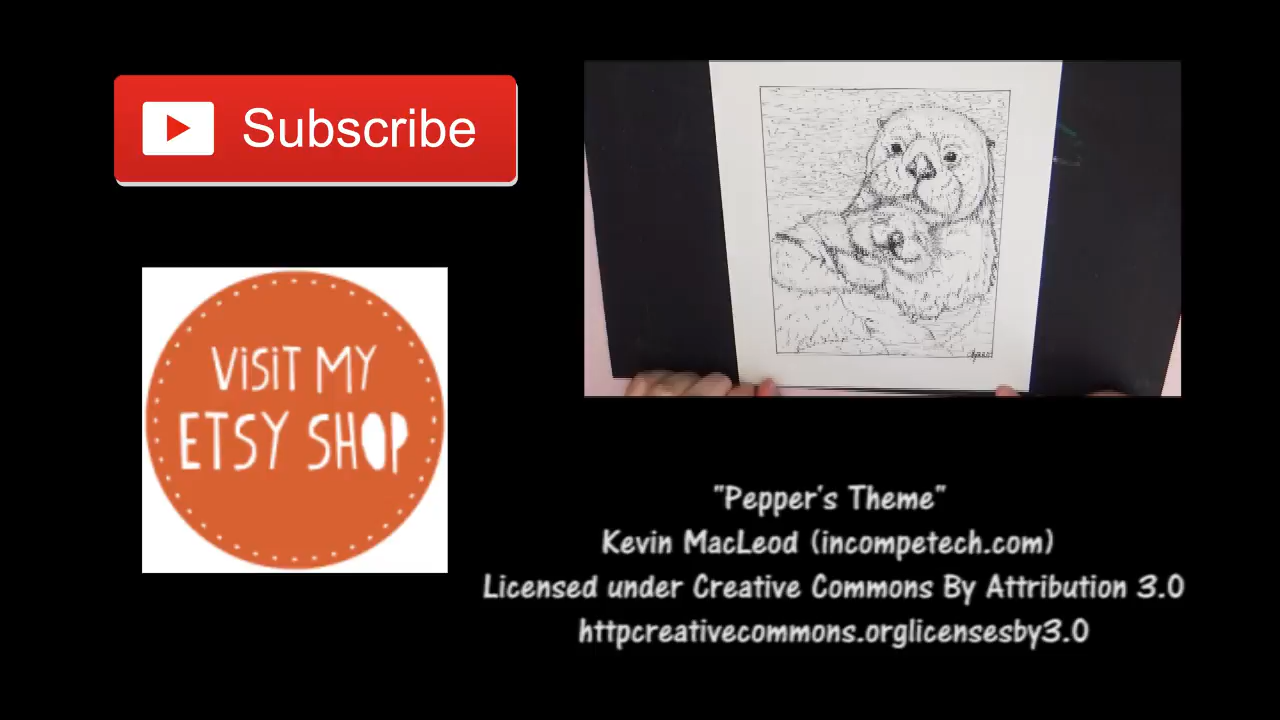 Subscribe
VISIT MY
ETSY SHOP
"Pepper's Theme"
Kevin MacLeod (incompetech.com)
Licensed under Creative Commons By Attribution 3.0
httpcreativecommons.orglicensesby3.0